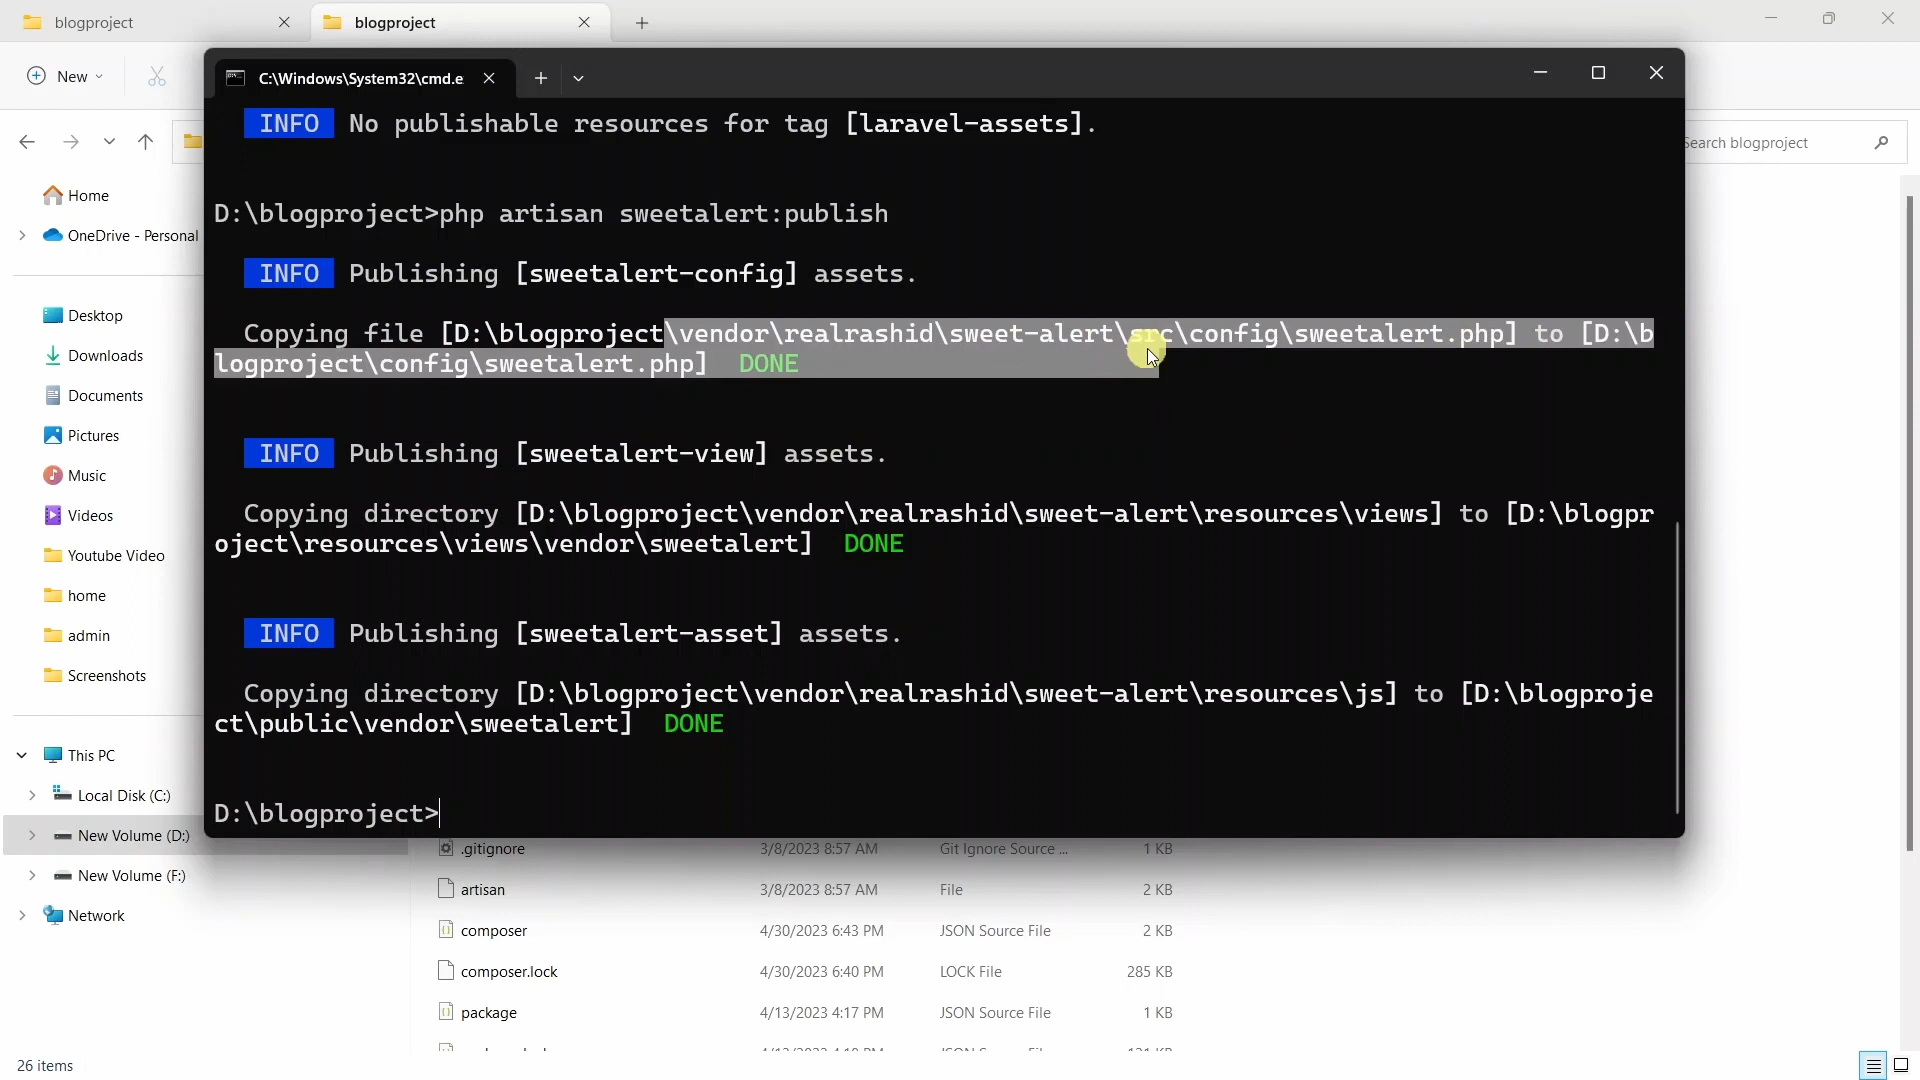 blogproject
blogproject
New
C:\Windows\System32\cmd.e
Search blogproject
INFO No publishable resources for tag [laravel-assets].
Home
D:\blogproject>php artisan sweetalert:publish
OneDrive - Personal
INFO Publishing [sweetalert-config] assets.
Desktop
Copying file [D:\blogproject\vendor\realrashid\sweet-alert\src\config\sweetalert.php] to [D:\b
logproject\config\sweetalert.php] DONE
Downloads
Documents
Pictures
INFO Publishing [sweetalert-view] assets.
Music
Videos
Copying directory [D:\blogproject\vendor\realrashid\sweet-alert\resources\views] to [D:\blogpr
oject\resources\views\vendor\sweetalert] DONE
Youtube Video
home
admin
INFO Publishing [sweetalert-asset] assets.
Screenshots
Copying directory [D:\blogproject\vendor\realrashid\sweet-alert\resources\js] to [D:\blogproje
ct\public\vendor\sweetalert] DONE
This PC
Local Disk (C:)
D:\blogproject>
New Volume (D:)
.gitignore 3/8/2023 8:57 AM Git Ignore Source ... 1 KB
New Volume (F:)
artisan 3/8/2023 8:57 AM File 2 KB
Network
composer 4/30/2023 6:43 PM JSON Source File 2 KB
composer.lock 4/30/2023 6:40 PM LOCK File 285 KB
package 4/13/2023 4:17 PM JSON Source File 1 KB
26 items